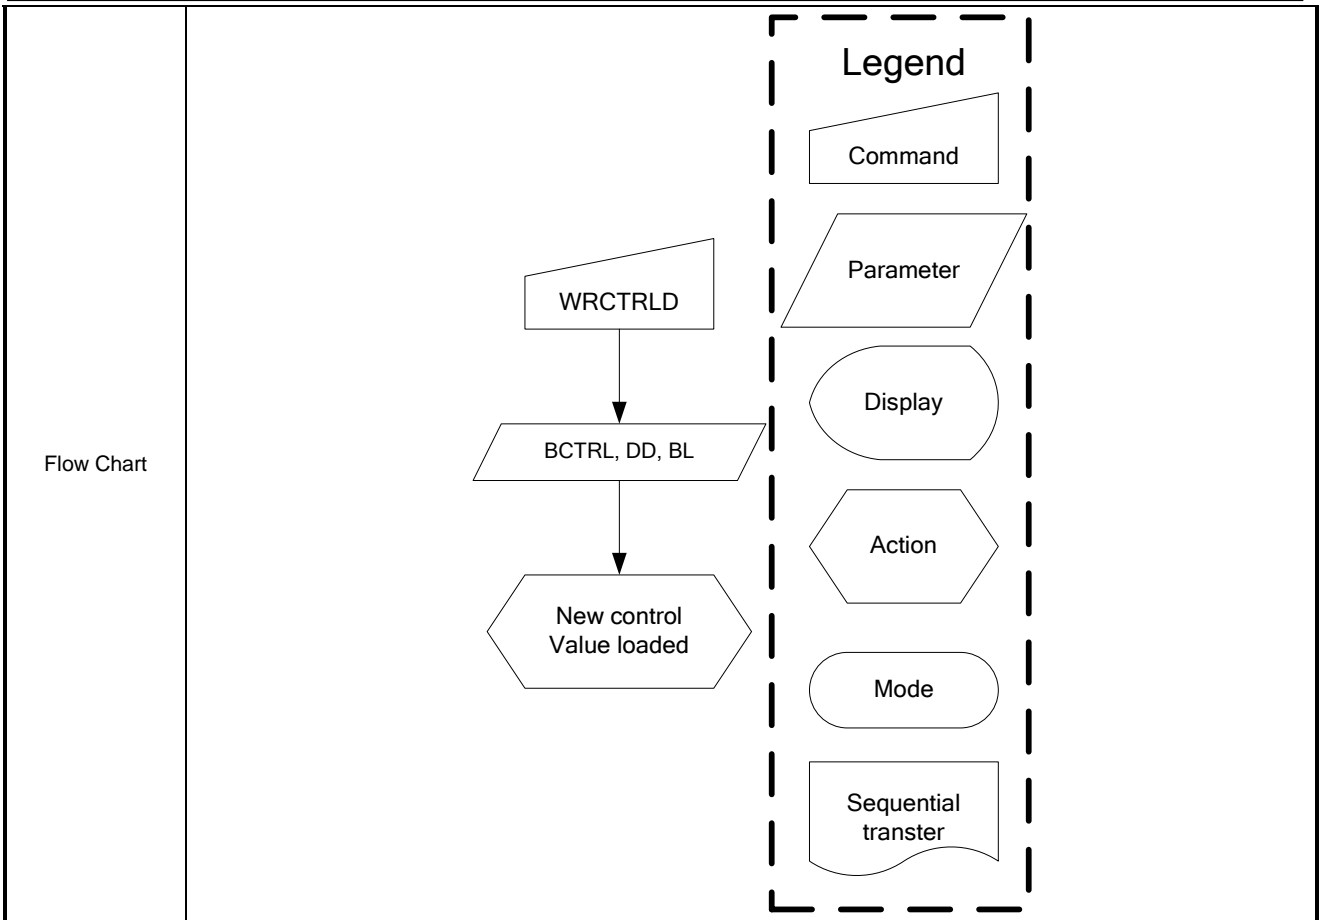 Flow Chart
WRCTRLD
BCTRL, DD, BL
New control
Value loaded
Legend
Command
Parameter
Display
Action
Mode
Sequential
transter